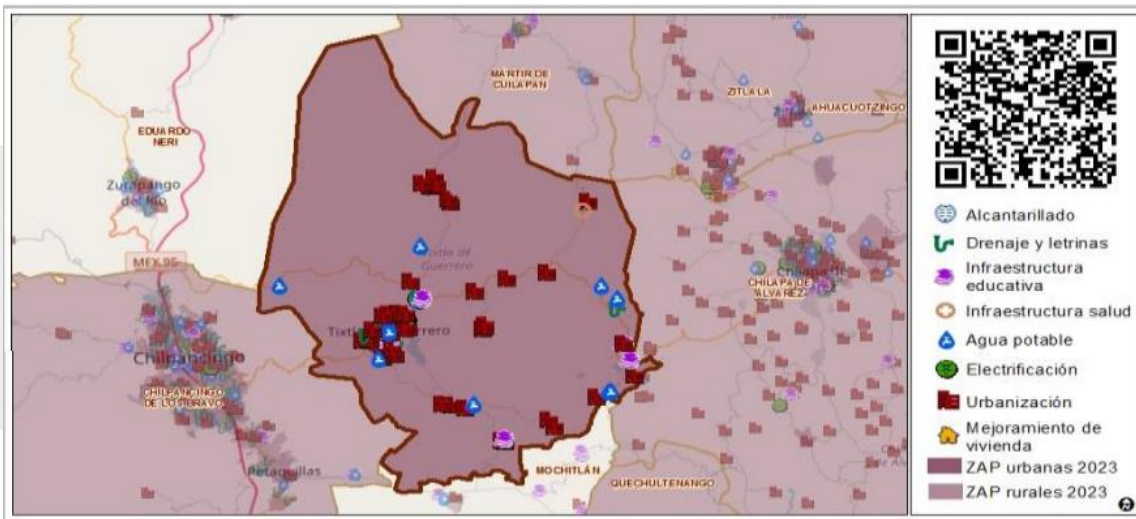 MÁRTIR DE
CUILAPAN
ZITLALA
AHUACUOTZINGO
EDUARDO
NERI
Zumpango
del Río
Tixtla de
Guerrero
MEX 95
CHILAPA DE
ÁLVAREZ
Chilpancingo
CHILPANCINGO
DE LOS BRAVO
Petaquillas
MOCHITLÁN
QUECHULTENANGO
Alcantarillado
Drenaje y letrinas
Infraestructura
educativa
Infraestructura salud
Agua potable
Electrificación
Urbanización
Mejoramiento de
vivienda
ZAP urbanas 2023
ZAP rurales 2023